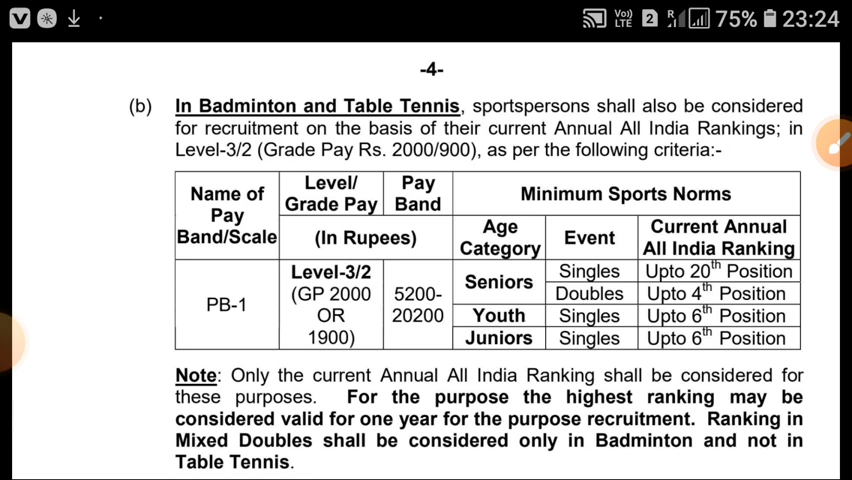 Vo) R
LTE 2 75% 23:24
-4-
(b) In Badminton and Table Tennis, sportspersons shall also be considered
for recruitment on the basis of their current Annual All India Rankings; in
Level-3/2 (Grade Pay Rs. 2000/900), as per the following criteria:-
Name of Pay Band/Scale
Level/ Grade Pay
Pay Band
(In Rupees)
Minimum Sports Norms
Age Category
Event
Current Annual All India Ranking
PB-1
Level-3/2
(GP 2000
OR
1900)
5200-
20200
Seniors
Singles Upto 20th Position
Doubles Upto 4th Position
Youth Singles Upto 6th Position
Juniors Singles Upto 6th Position
Note: Only the current Annual All India Ranking shall be considered for
these purposes. For the purpose the highest ranking may be
considered valid for one year for the purpose recruitment. Ranking in
Mixed Doubles shall be considered only in Badminton and not in
Table Tennis.